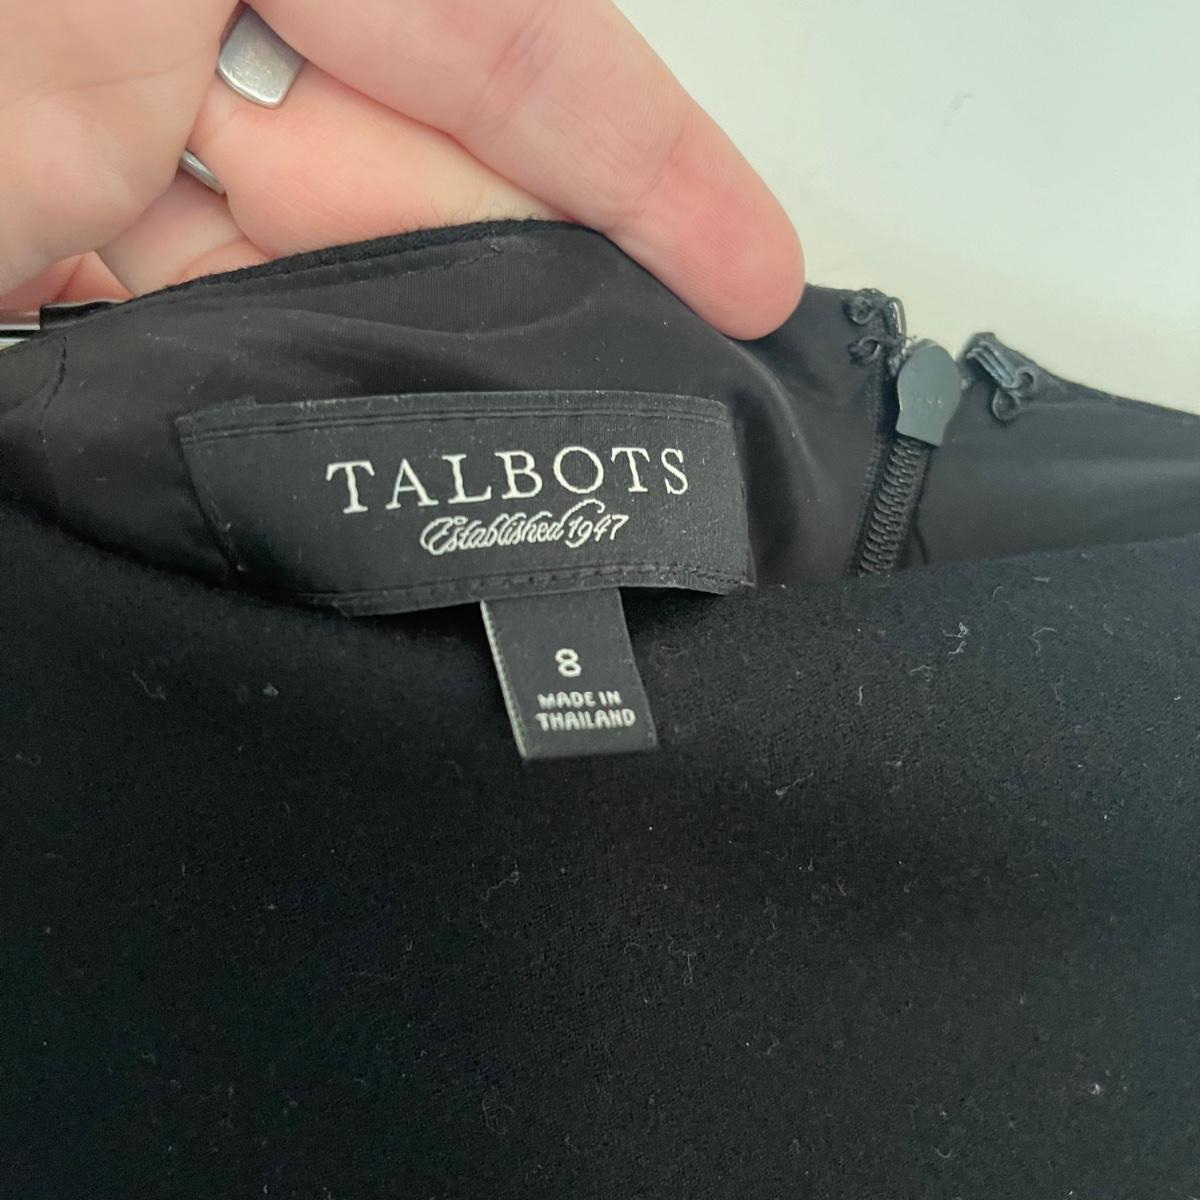 TALBOTS
Established 1947
8
MADE IN
THAILAND